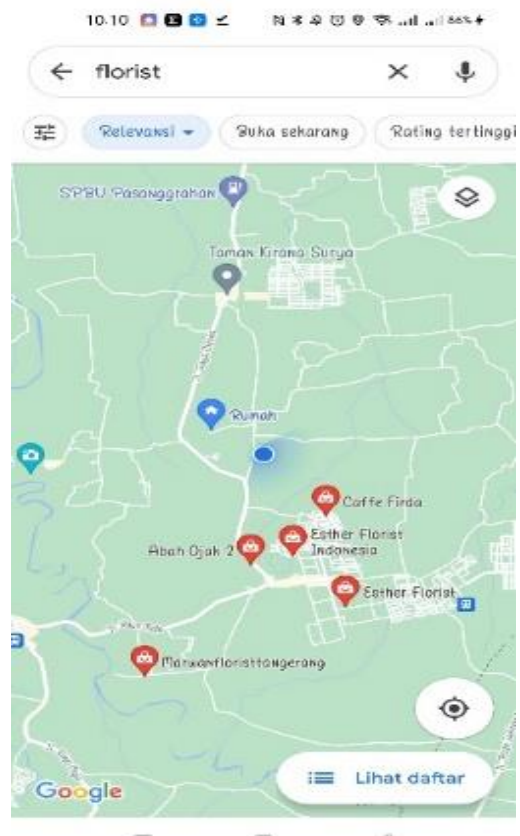 10.10
86%
florist
Relevansi
Buka sekarang
Rating tertinggi
SPBU Pasanggrahan
Taman Kirana Surya
Rumah
Caffe Firda
Esther Florist
Indonesia
Abah Ojak 2
Esther Florist
Marwanfloristtangerang
Lihat daftar
Google